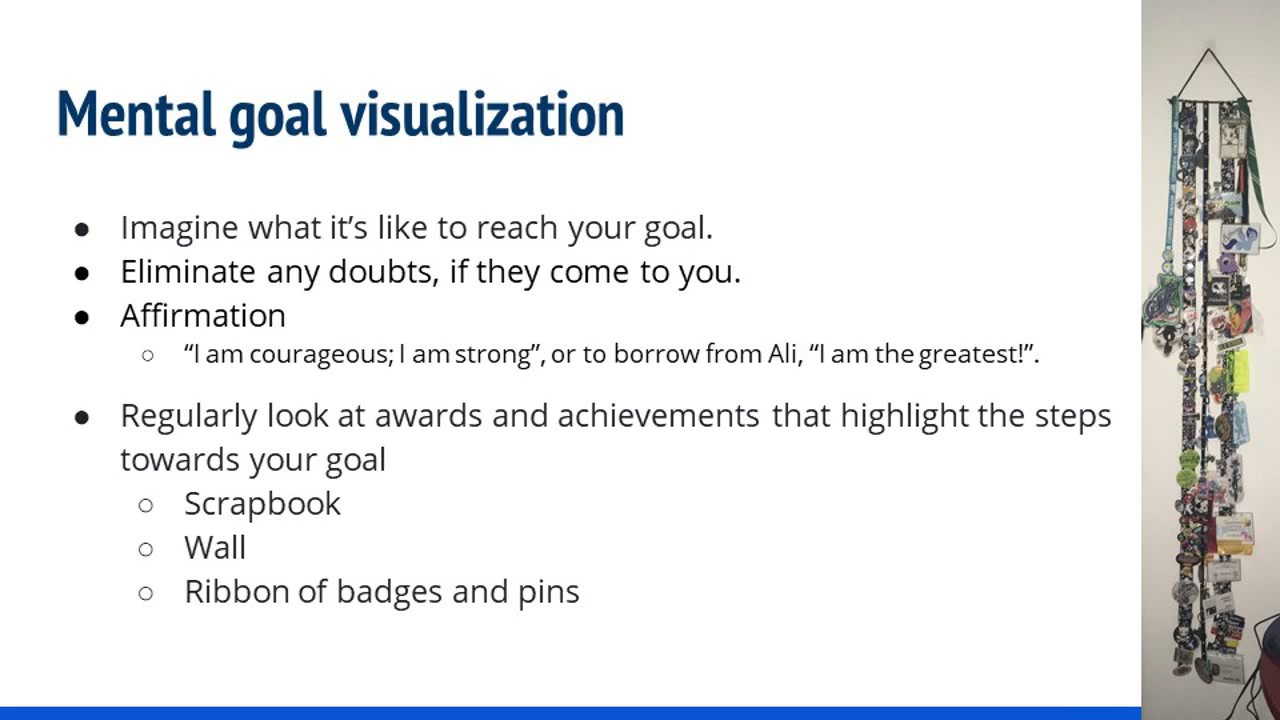 Mental goal visualization
● Imagine what it’s like to reach your goal.
● Eliminate any doubts, if they come to you.
● Affirmation
○ “I am courageous; I am strong”, or to borrow from Ali, “I am the greatest!”.
● Regularly look at awards and achievements that highlight the steps
towards your goal
○ Scrapbook
○ Wall
○ Ribbon of badges and pins